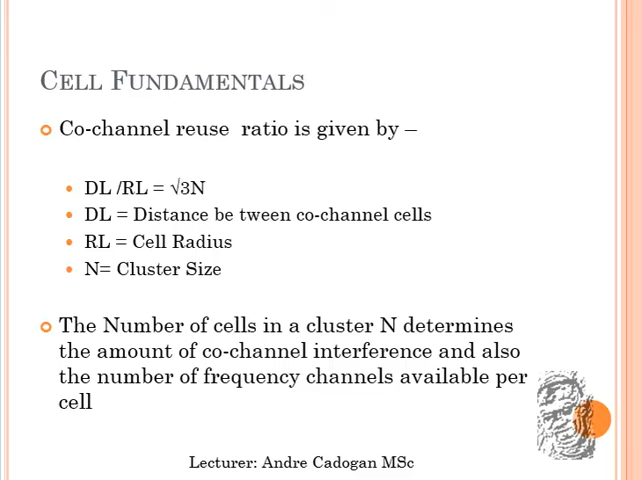 CELL FUNDAMENTALS
Co-channel reuse ratio is given by –
DL /RL = √3N
DL = Distance be tween co-channel cells
RL = Cell Radius
N= Cluster Size
The Number of cells in a cluster N determines
the amount of co-channel interference and also
the number of frequency channels available per
cell
Lecturer: Andre Cadogan MSc